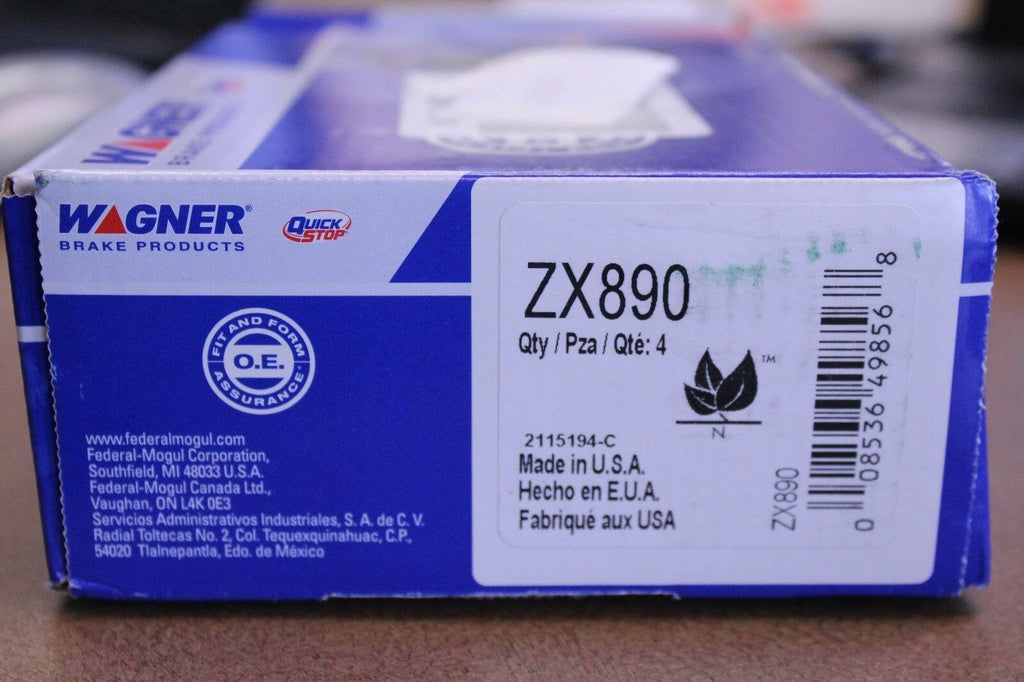 WAGNER
BRAKE PRODUCTS
WAGNER®
BRAKE PRODUCTS
QUICK
STOP
FIT AND FORM
O.E.
ASSURANCE
www.federalmogul.com
Federal-Mogul Corporation,
Southfield, MI 48033 U.S.A.
Federal-Mogul Canada Ltd.,
Vaughan, ON L4K 0E3
Servicios Administrativos Industriales, S. A. de C. V.
Radial Toltecas No. 2, Col. Tequexquinahuac, C.P.,
54020 Tlalnepantla, Edo. de México
ZX890
Qty / Pza / Qté: 4
TM
N
2115194-C
Made in U.S.A.
Hecho en E.U.A.
Fabriqué aux USA
ZX890
0 08536 49856 8